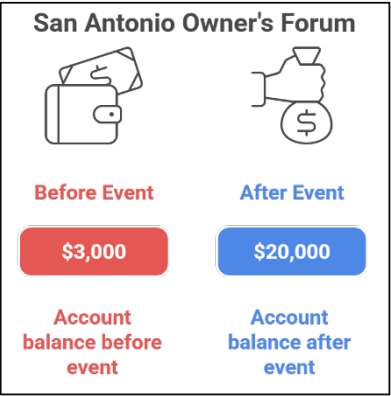 San Antonio Owner's Forum
$
$
Before Event
After Event
$3,000
$20,000
Account
balance before
event
Account
balance after
event